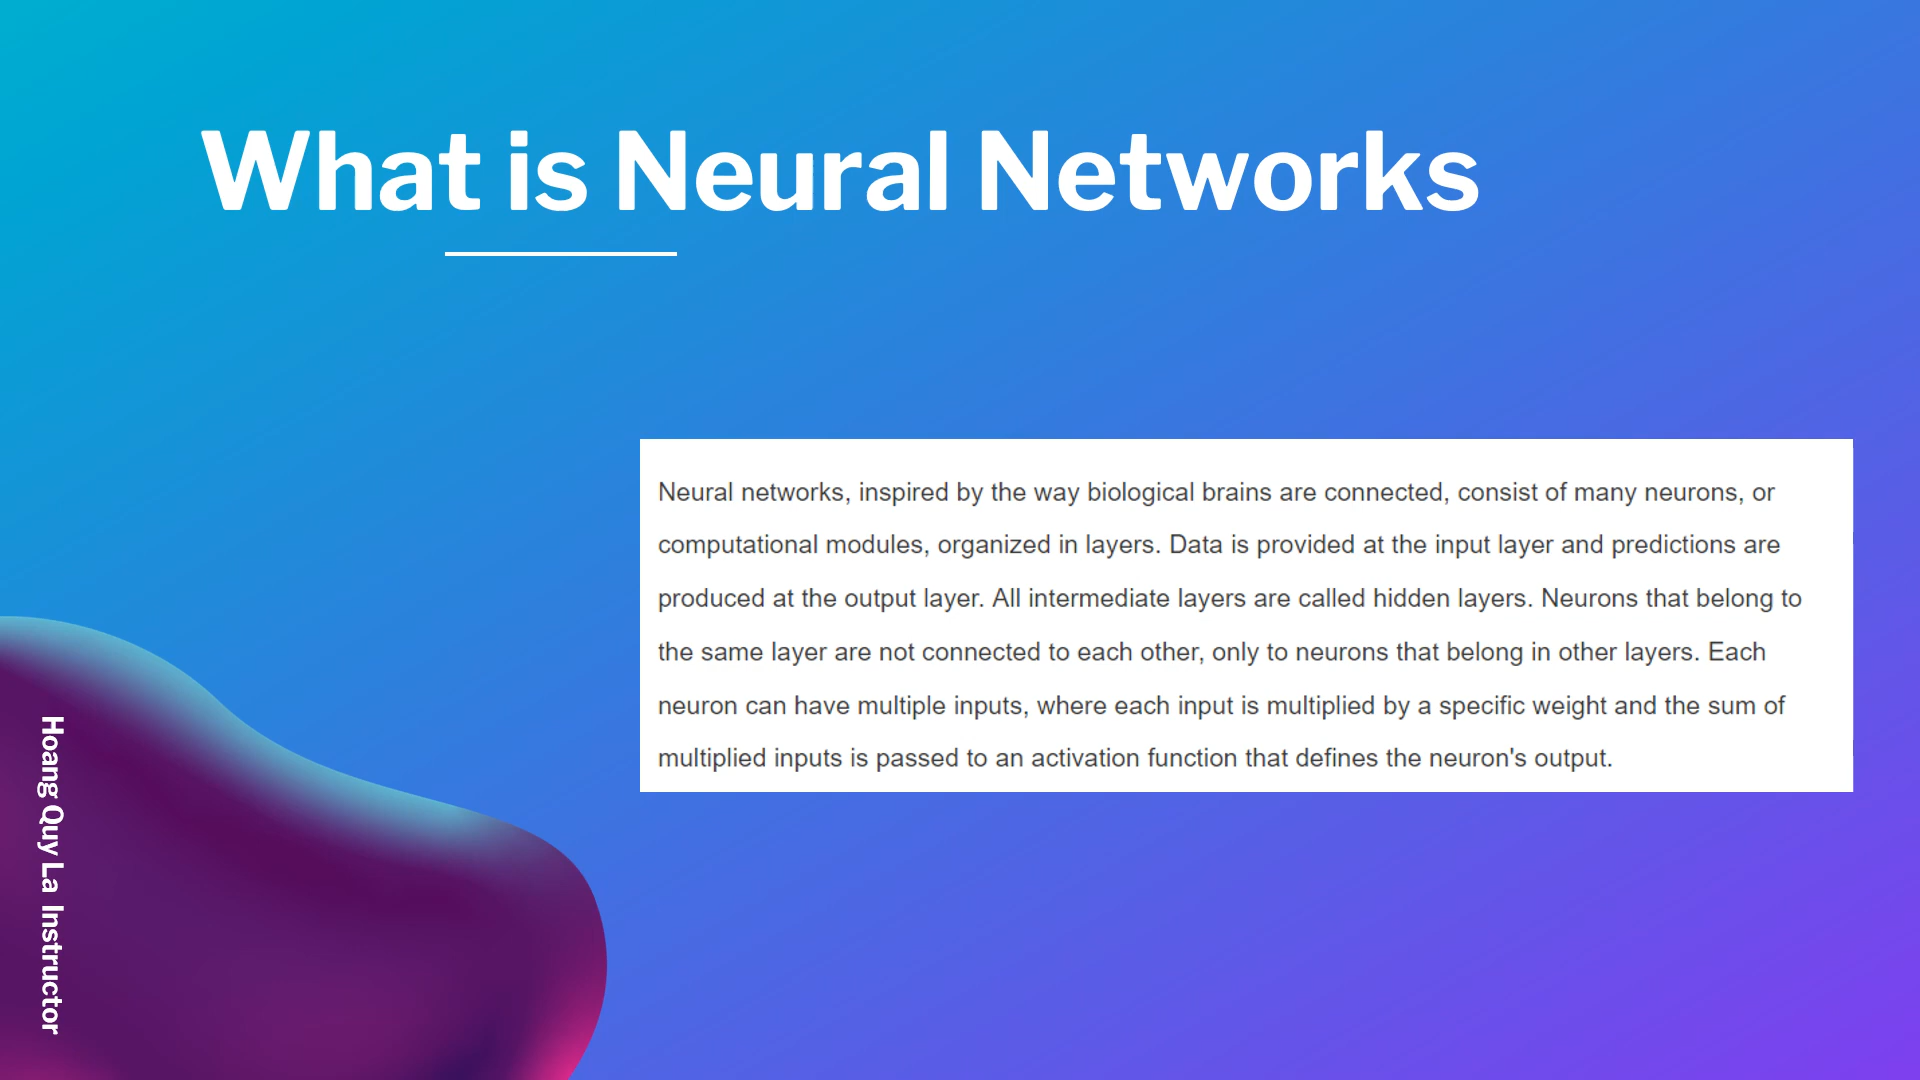 What is Neural Networks
Neural networks, inspired by the way biological brains are connected, consist of many neurons, or
computational modules, organized in layers. Data is provided at the input layer and predictions are
produced at the output layer. All intermediate layers are called hidden layers. Neurons that belong to
the same layer are not connected to each other, only to neurons that belong in other layers. Each
neuron can have multiple inputs, where each input is multiplied by a specific weight and the sum of
multiplied inputs is passed to an activation function that defines the neuron's output.
Hoang Quy La Instructor